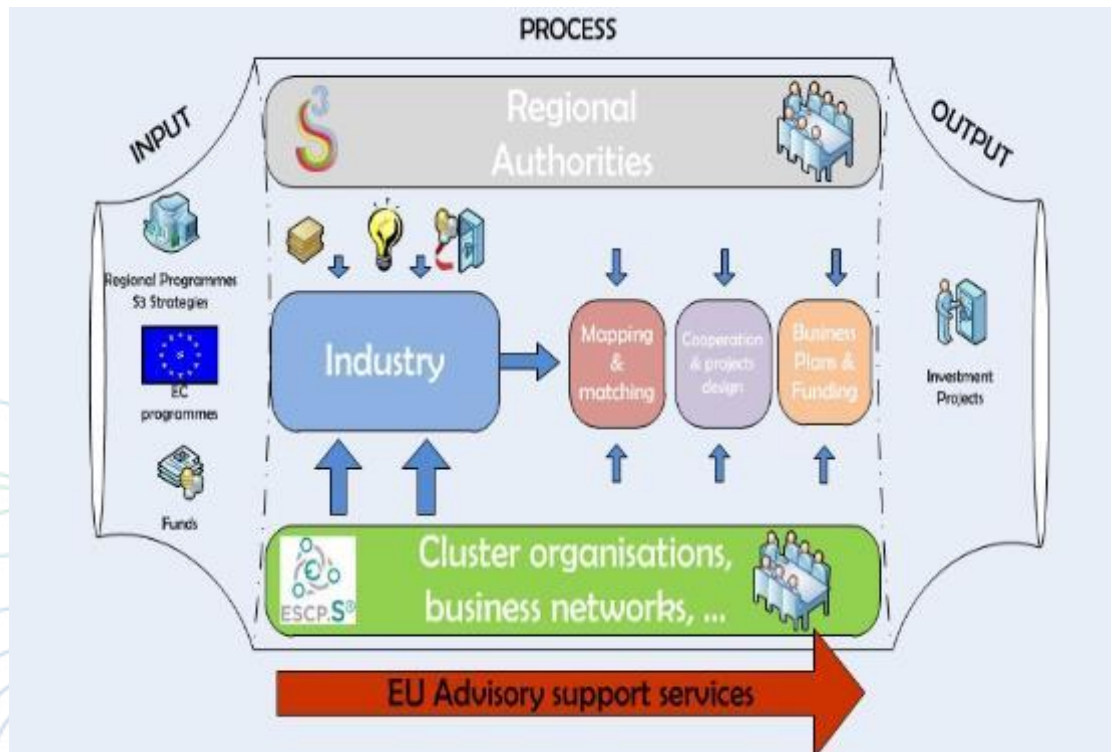 PROCESS
INPUT
OUTPUT
S3
Regional
Authorities
Regional Programmes
S3 Strategies
EC
programmes
Funds
Industry
Mapping
&
matching
Cooperation
& projects
design
Business
Plans &
Funding
Investment
Projects
ESCP.S®
Cluster organisations,
business networks, ...
EU Advisory support services